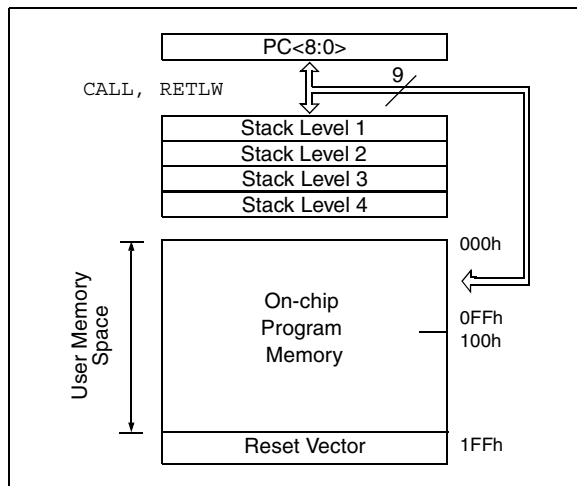 PC<8:0>
9
CALL, RETLW
Stack Level 1
Stack Level 2
Stack Level 3
Stack Level 4
000h
User Memory
Space
On-chip
Program
Memory
0FFh
100h
Reset Vector
1FFh